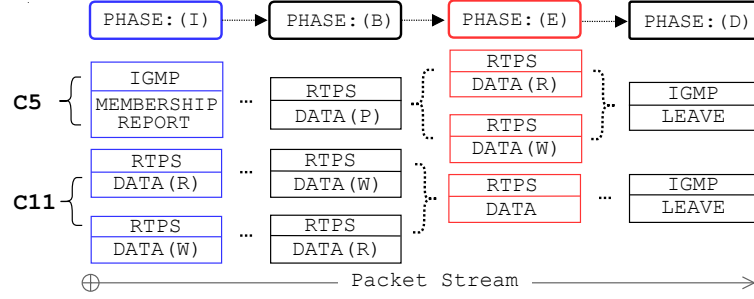 PHASE:(I) PHASE:(B) PHASE:(E) PHASE:(D)
C5
IGMP
MEMBERSHIP
REPORT
...
RTPS
DATA(P)
RTPS
DATA(R)
RTPS
DATA(W)
IGMP
LEAVE
C11
RTPS
DATA(R)
...
RTPS
DATA(W)
RTPS
DATA(W)
...
RTPS
DATA(R)
RTPS
DATA
...
IGMP
LEAVE
Packet Stream